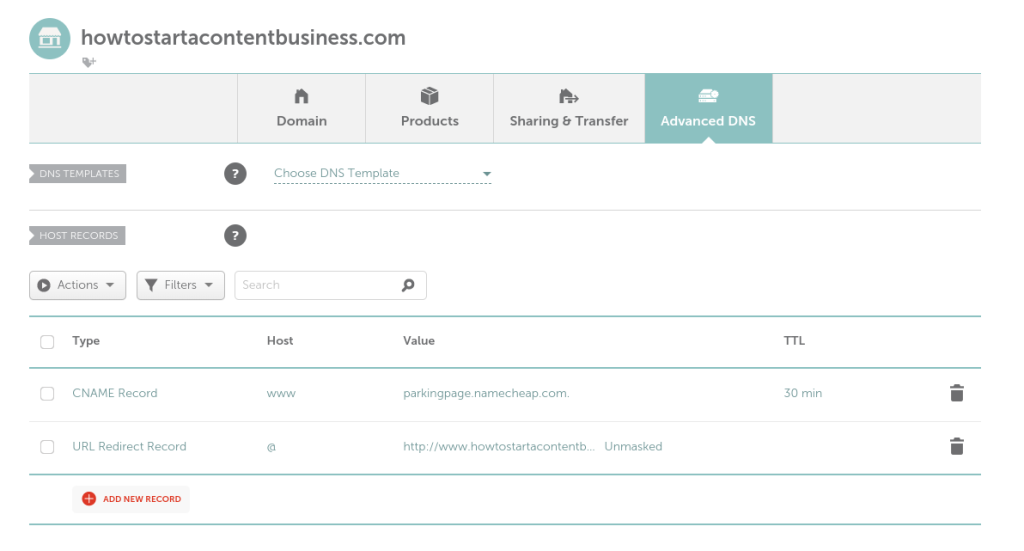 howtostartacontentbusiness.com
Domain
Products
Sharing & Transfer
Advanced DNS
DNS TEMPLATES
?
Choose DNS Template
HOST RECORDS
?
Actions
Filters
Search
Type Host Value TTL
CNAME Record www parkingpage.namecheap.com. 30 min
URL Redirect Record @ http://www.howtostartacontentb... Unmasked
ADD NEW RECORD